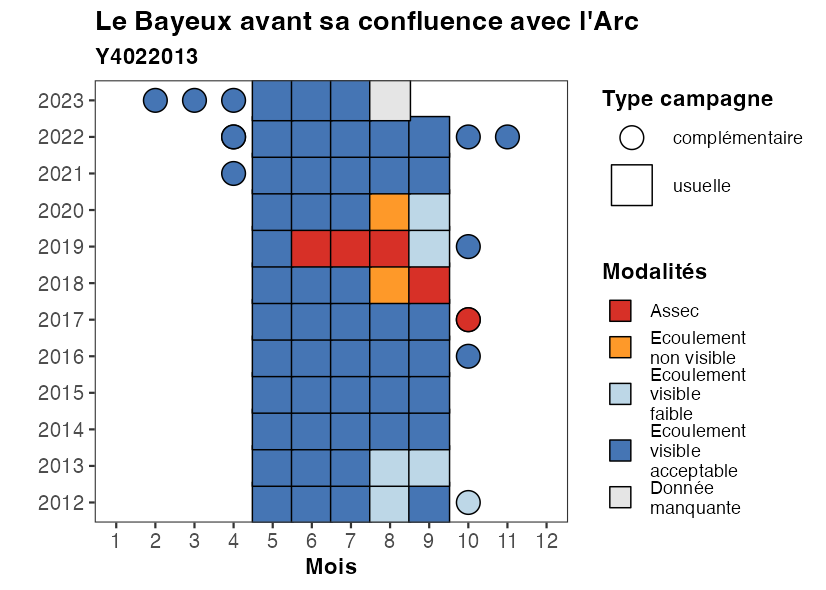 Le Bayeux avant sa confluence avec l'Arc
Y4022013
2023
2022
2021
2020
2019
2018
2017
2016
2015
2014
2013
2012
1 2 3 4 5 6 7 8 9 10 11 12
Mois
Type campagne
complémentaire
usuelle
Modalités
Assec
Ecoulement
non visible
Ecoulement
visible
faible
Ecoulement
visible
acceptable
Donnée
manquante